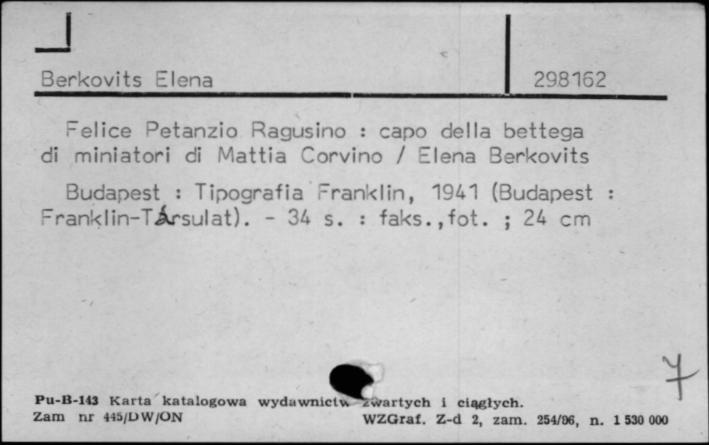 Berkovits Elena
298162
Felice Petanzio Ragusino : capo della bettega
di miniatori di Mattia Corvino / Elena Berkovits
Budapest : Tipografia Franklin, 1941 (Budapest :
Franklin-Társulat). - 34 s. : faks.,fot. ; 24 cm
7
Pu-B-143 Karta katalogowa wydawnictw zwartych i ciągłych.
Zam nr 445/DW/ON WZGraf. Z-d 2, zam. 254/96, n. 1 530 000